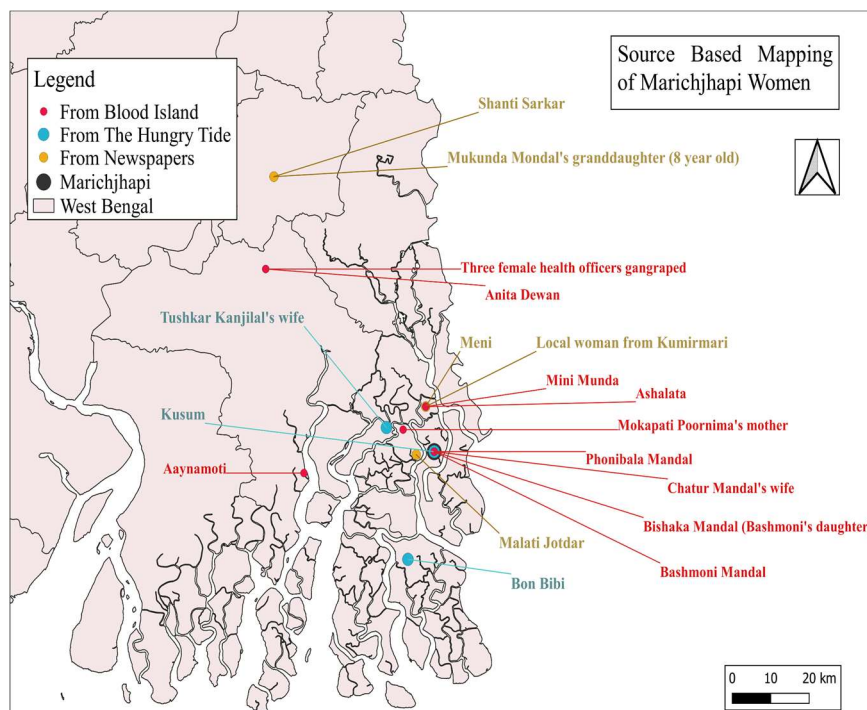 Source Based Mapping
of Marichjhapi Women
Legend
From Blood Island
From The Hungry Tide
From Newspapers
Marichjhapi
West Bengal
Shanti Sarkar
Mukunda Mondal's granddaughter (8 year old)
Three female health officers gangraped
Anita Dewan
Tushkar Kanjilal's wife
Meni
Local woman from Kumirmari
Mini Munda
Ashalata
Kusum
Mokapati Poornima's mother
Aaynamoti
Phonibala Mandal
Chatur Mandal's wife
Bishaka Mandal (Bashmoni's daughter
Malati Jotdar
Bashmoni Mandal
Bon Bibi
0 10 20 km